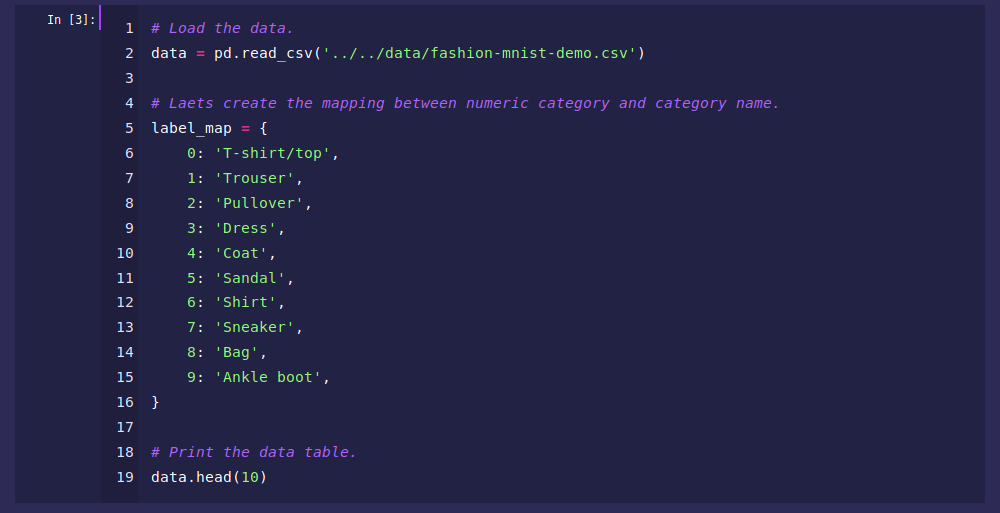 In [3]:
1 # Load the data.
2 data = pd.read_csv('../../data/fashion-mnist-demo.csv')
3
4 # Laets create the mapping between numeric category and category name.
5 label_map = {
6     0: 'T-shirt/top',
7     1: 'Trouser',
8     2: 'Pullover',
9     3: 'Dress',
10     4: 'Coat',
11     5: 'Sandal',
12     6: 'Shirt',
13     7: 'Sneaker',
14     8: 'Bag',
15     9: 'Ankle boot',
16 }
17
18 # Print the data table.
19 data.head(10)